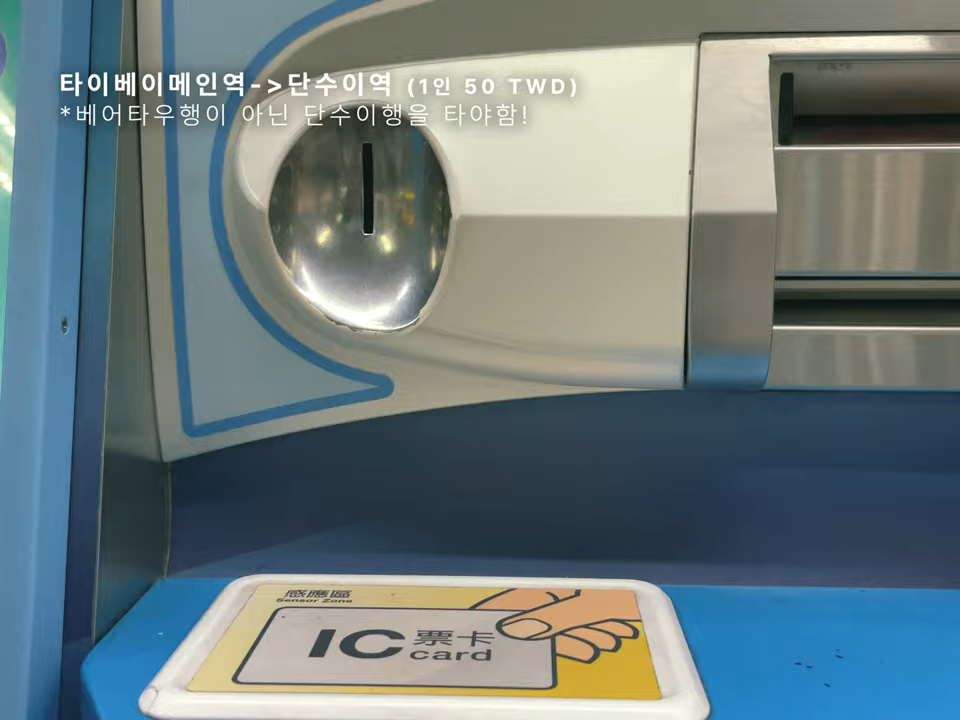 타이베이메인역->단수이역 (1인 50 TWD)
*베어타우행이 아닌 단수이행을 타야함!
感應區
Sensor Zone
IC票卡
card